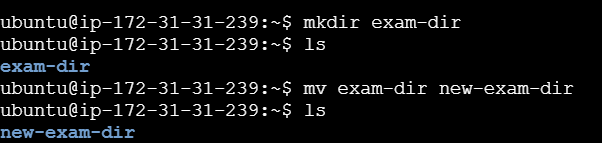 ubuntu@ip-172-31-31-239:~$ mkdir exam-dir
ubuntu@ip-172-31-31-239:~$ ls
exam-dir
ubuntu@ip-172-31-31-239:~$ mv exam-dir new-exam-dir
ubuntu@ip-172-31-31-239:~$ ls
new-exam-dir